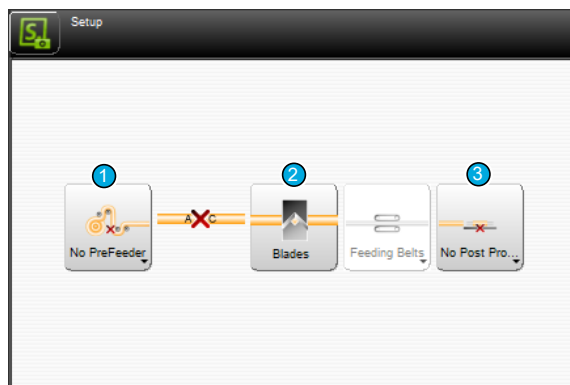 S
Setup
1
2
3
A C
No PreFeeder
Blades
Feeding Belts
No Post Pro...